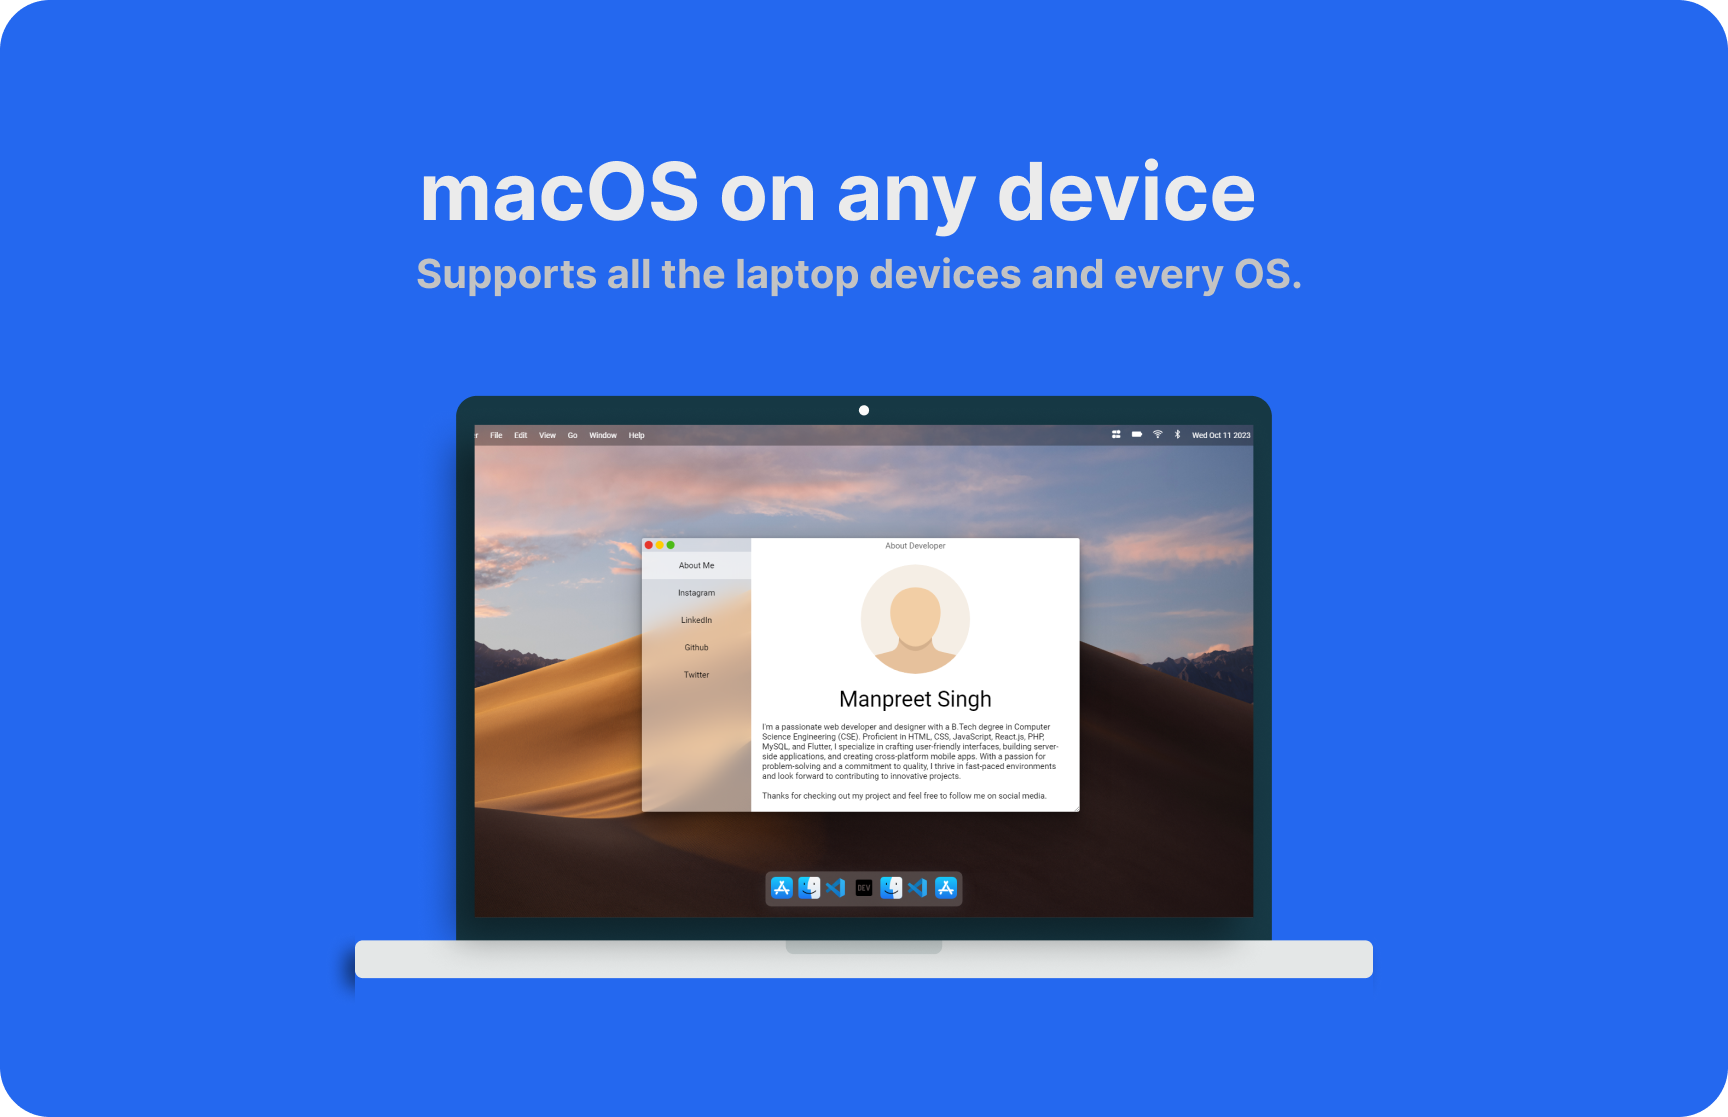 macOS on any device
Supports all the laptop devices and every OS.
r File Edit View Go Window Help Wed Oct 11 2023
About Developer
About Me
Instagram
LinkedIn
Github
Twitter
Manpreet Singh
I'm a passionate web developer and designer with a B.Tech degree in Computer
Science Engineering (CSE). Proficient in HTML, CSS, JavaScript, React.js, PHP,
MySQL, and Flutter, I specialize in crafting user-friendly interfaces, building server-
side applications, and creating cross-platform mobile apps. With a passion for
problem-solving and a commitment to quality, I thrive in fast-paced environments
and look forward to contributing to innovative projects.
Thanks for checking out my project and feel free to follow me on social media.
DEV